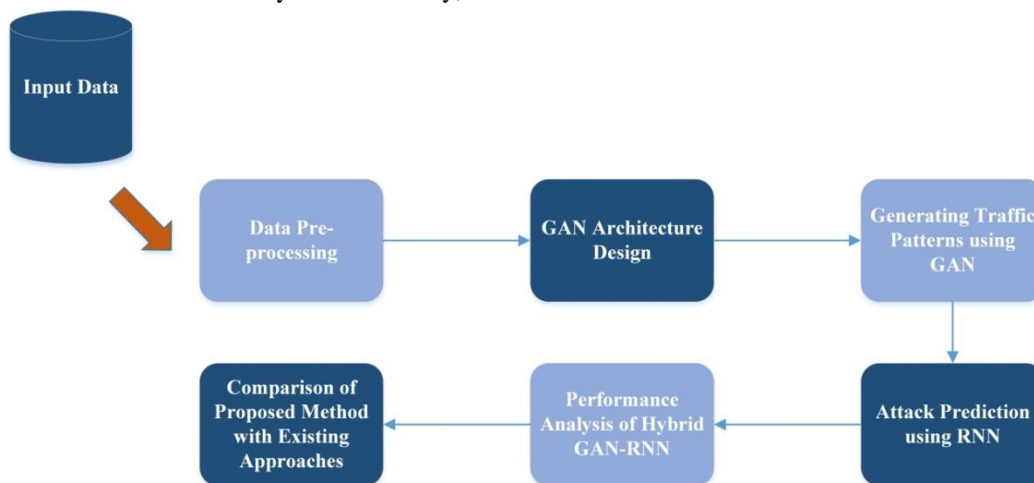 Input Data
Data Pre-
processing
GAN Architecture
Design
Generating Traffic
Patterns using
GAN
Attack Prediction
using RNN
Performance
Analysis of Hybrid
GAN-RNN
Comparison of
Proposed Method
with Existing
Approaches